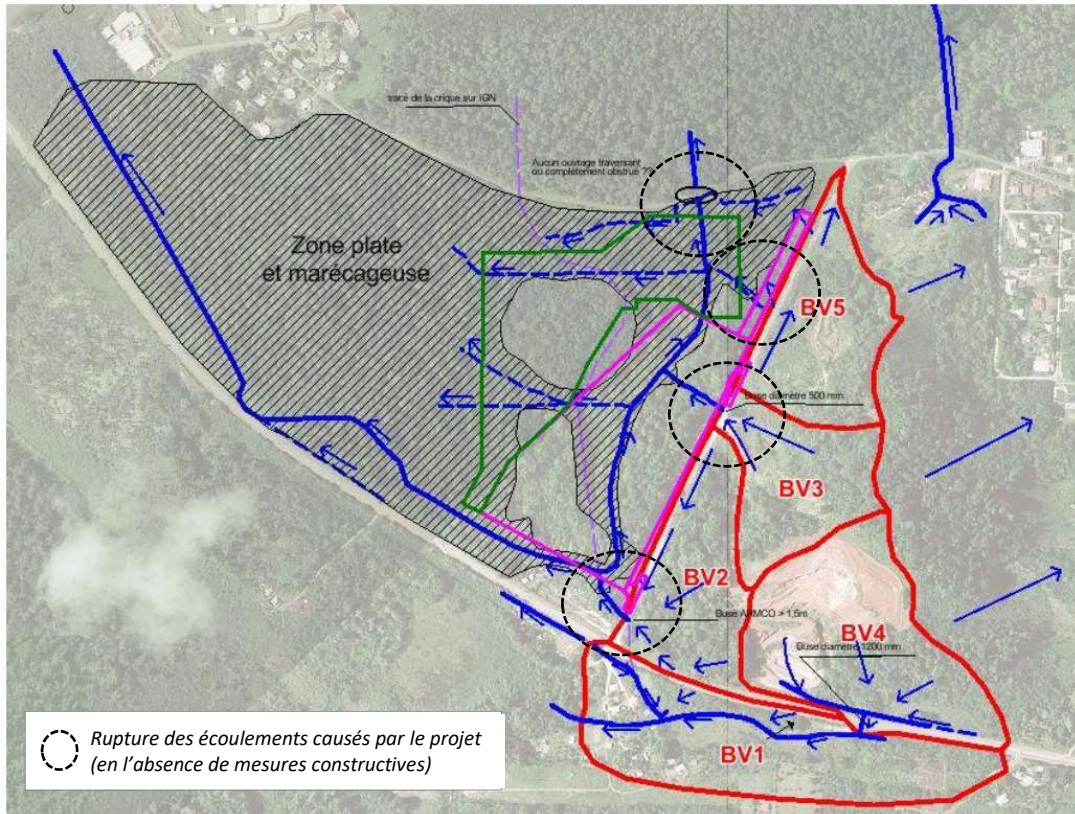 tracé de la crique sur IGN
Aucun ouvrage traversant
ou complètement obstrué ??
Zone plate
et marécageuse
BV5
Buse diamètre 500 mm
BV3
BV2
Buse ARMCO > 1,5m
BV4
Buse diamètre 1200 mm
BV1
Rupture des écoulements causés par le projet
(en l’absence de mesures constructives)